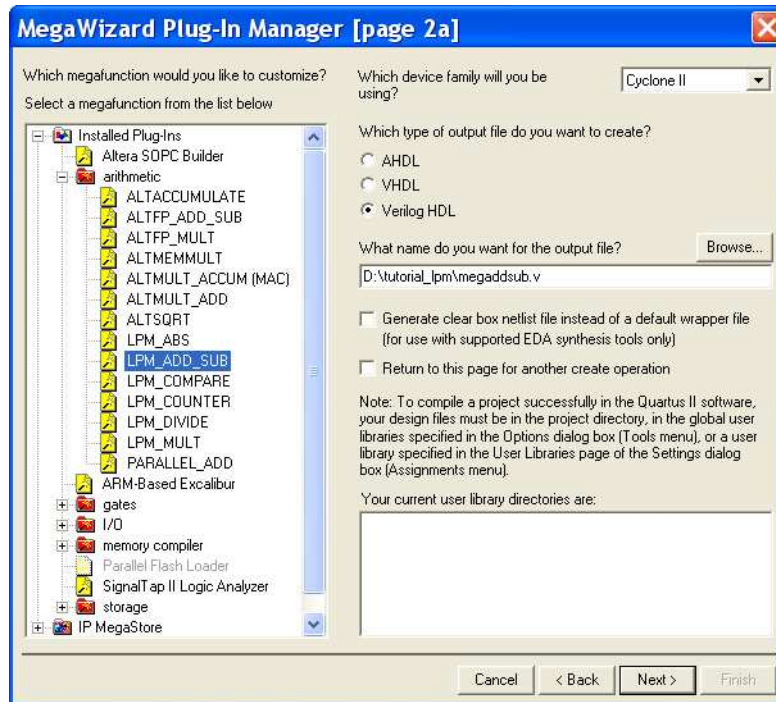 MegaWizard Plug-In Manager [page 2a]
Which megafunction would you like to customize?
Select a megafunction from the list below
Installed Plug-Ins
Altera SOPC Builder
arithmetic
ALTACCUMULATE
ALTFP_ADD_SUB
ALTFP_MULT
ALTMEMMULT
ALTMULT_ACCUM (MAC)
ALTMULT_ADD
ALTSQRT
LPM_ABS
LPM_ADD_SUB
LPM_COMPARE
LPM_COUNTER
LPM_DIVIDE
LPM_MULT
PARALLEL_ADD
ARM-Based Excalibur
gates
I/O
memory compiler
Parallel Flash Loader
SignalTap II Logic Analyzer
storage
IP MegaStore
Which device family will you be
using?
Cyclone II
Which type of output file do you want to create?
AHDL
VHDL
Verilog HDL
What name do you want for the output file?
Browse...
D:\tutorial_lpm\megaddsub.v
Generate clear box netlist file instead of a default wrapper file
(for use with supported EDA synthesis tools only)
Return to this page for another create operation
Note: To compile a project successfully in the Quartus II software,
your design files must be in the project directory, in the global user
libraries specified in the Options dialog box (Tools menu), or a user
library specified in the User Libraries page of the Settings dialog
box (Assignments menu).
Your current user library directories are:
Cancel
< Back
Next >
Finish